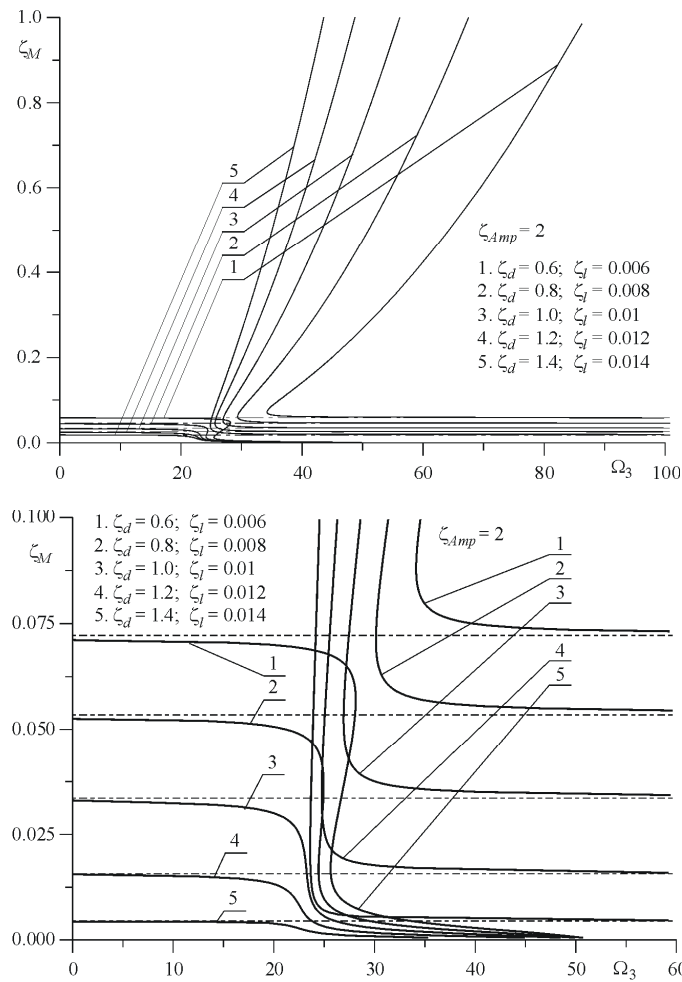 1.0
ζM
0.8
0.6
0.4
0.2
0.0
5
4
3
2
1
ζAmp = 2
1. ζd = 0.6; ζl = 0.006
2. ζd = 0.8; ζl = 0.008
3. ζd = 1.0; ζl = 0.01
4. ζd = 1.2; ζl = 0.012
5. ζd = 1.4; ζl = 0.014
0 20 40 60 80 Ω3 100
0.100
ζM
0.075
0.050
0.025
0.000
1. ζd = 0.6; ζl = 0.006
2. ζd = 0.8; ζl = 0.008
3. ζd = 1.0; ζl = 0.01
4. ζd = 1.2; ζl = 0.012
5. ζd = 1.4; ζl = 0.014
ζAmp = 2
1
2
3
4
5
1
2
3
4
5
0 10 20 30 40 50 Ω3 60